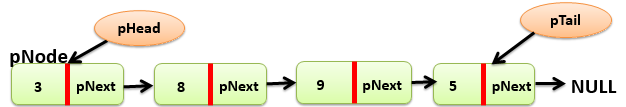 pHead
pTail
pNode
3 pNext 8 pNext 9 pNext 5 pNext NULL